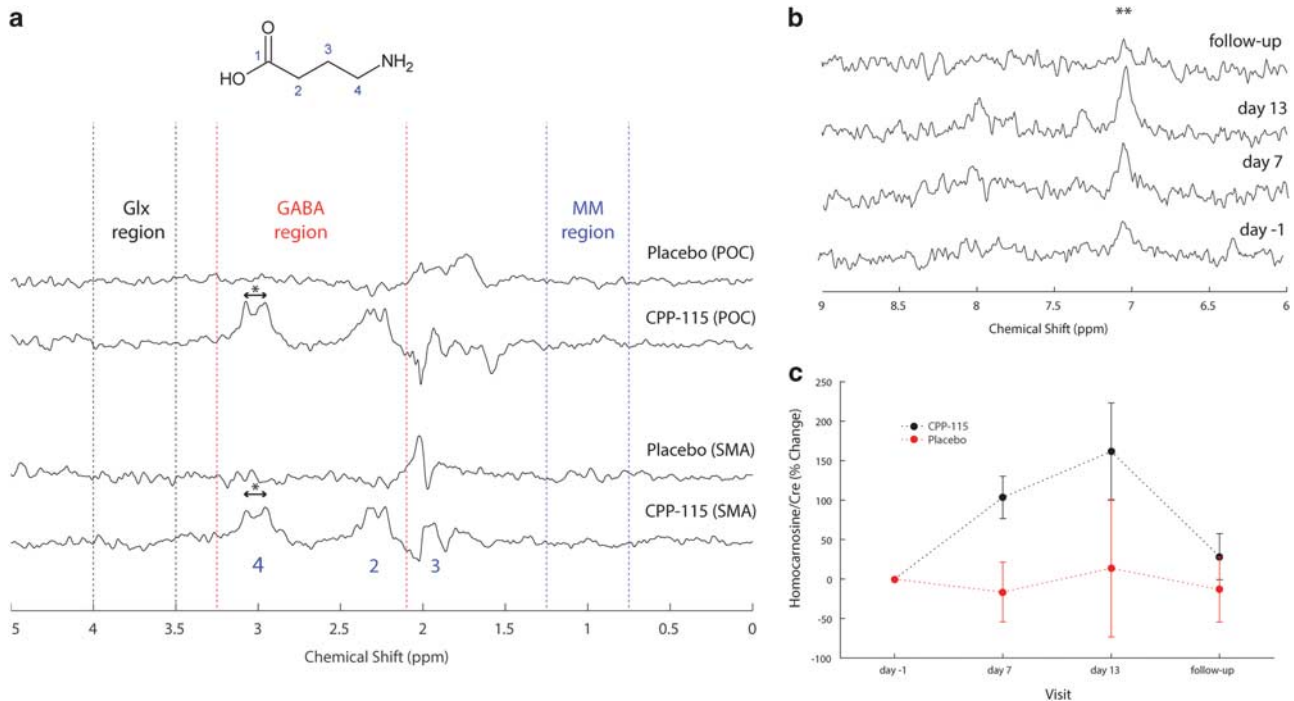 a
O
1
3
HO
NH2
2
4
Glx
region
GABA
region
MM
region
Placebo (POC)
*
CPP-115 (POC)
Placebo (SMA)
*
CPP-115 (SMA)
4
2
3
5
4
3.5
3
2.5
2
1.5
1
0.5
0
Chemical Shift (ppm)
b
**
follow-up
day 13
day 7
day -1
9
8.5
8
7.5
7
6.5
6
Chemical Shift (ppm)
c
250
200
150
100
50
0
-50
-100
Homocarnosine/Cre (% Change)
CPP-115
Placebo
day -1
day 7
day 13
follow-up
Visit